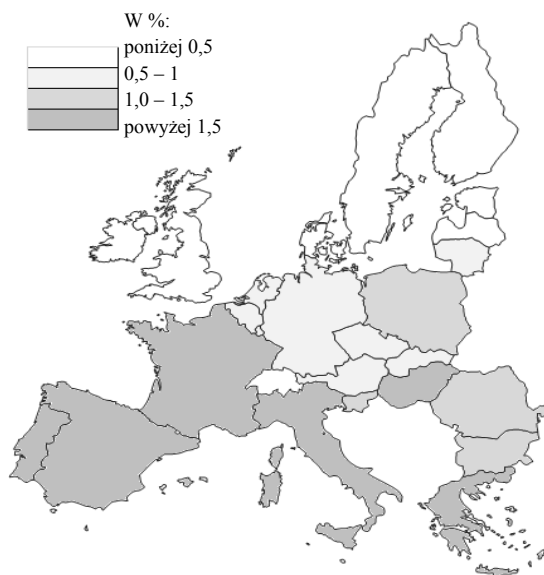 W %:
poniżej 0,5
0,5 – 1
1,0 – 1,5
powyżej 1,5